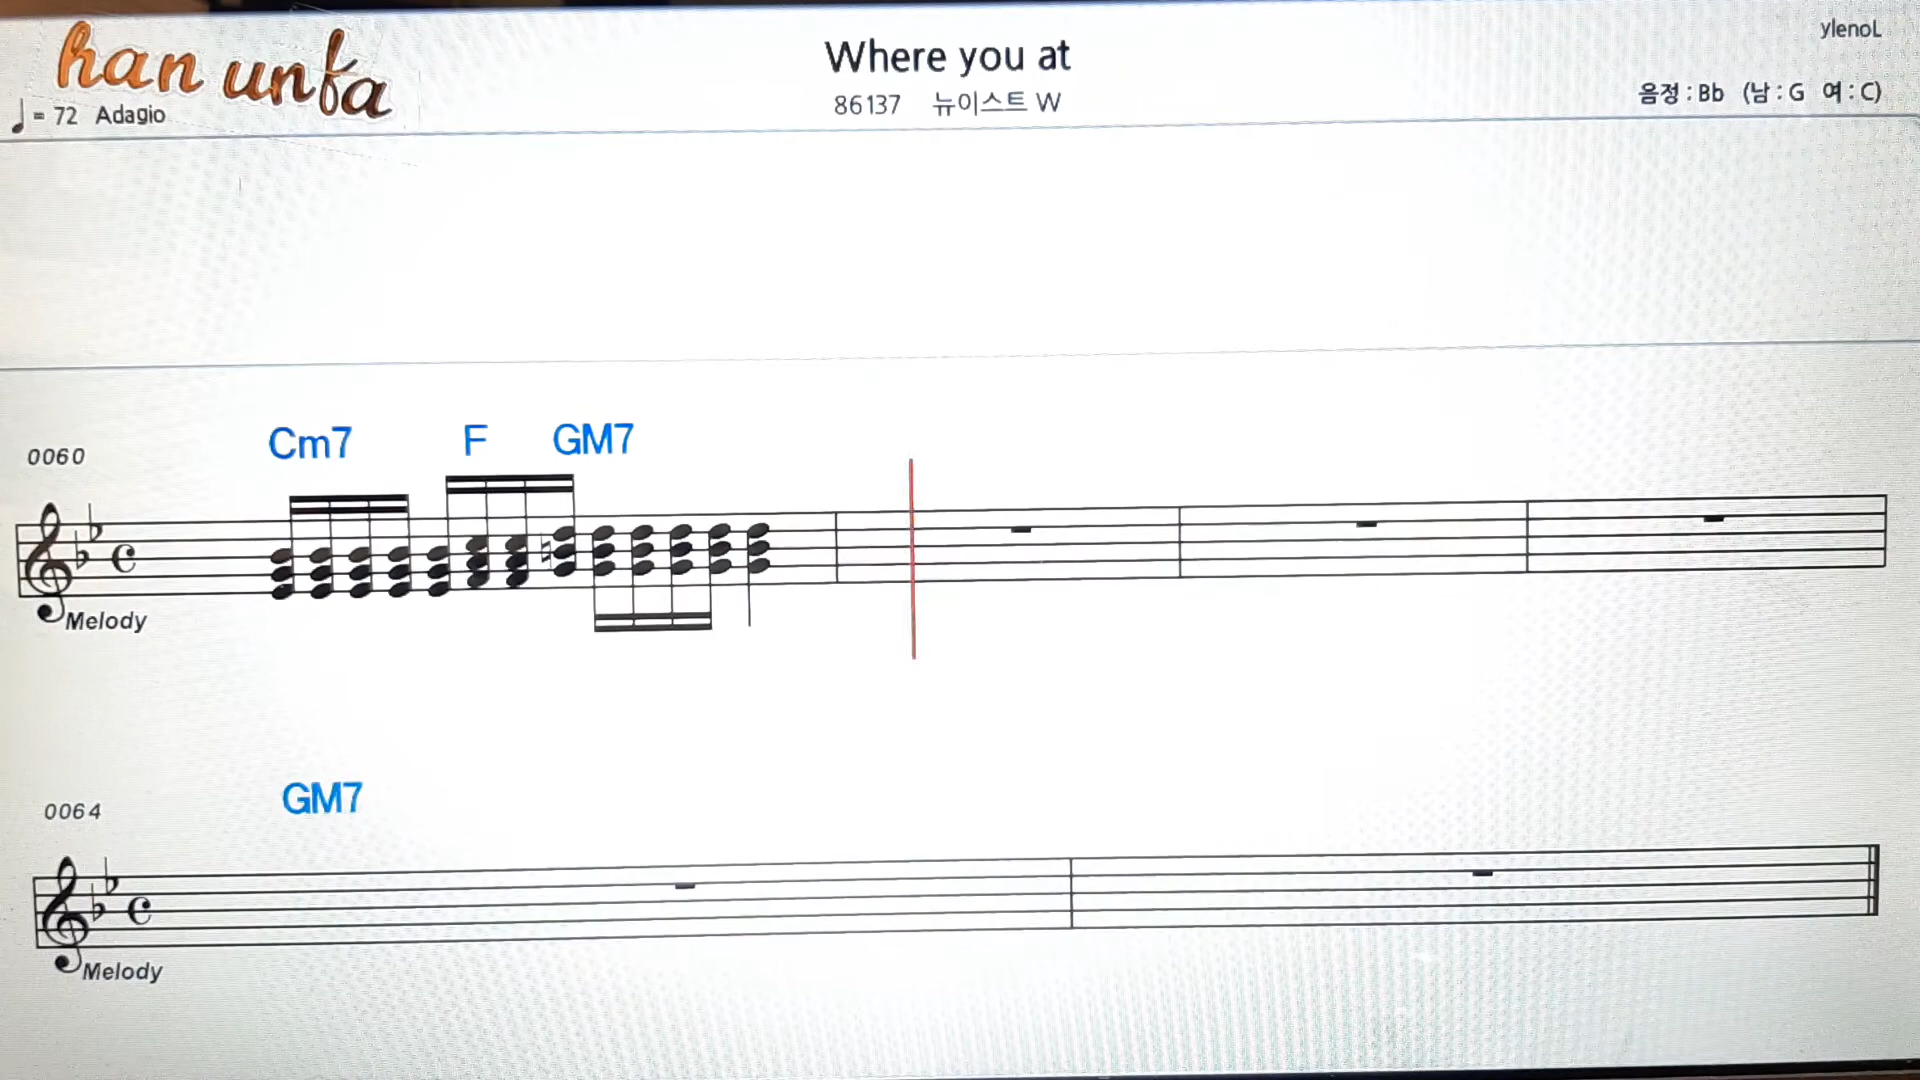 han unfa
Where you at
ylenoL
♩= 72 Adagio
86137 뉴이스트 W
음정 : Bb (남 : G 여 : C)
Cm7 F GM7
0060
Melody
GM7
0064
Melody